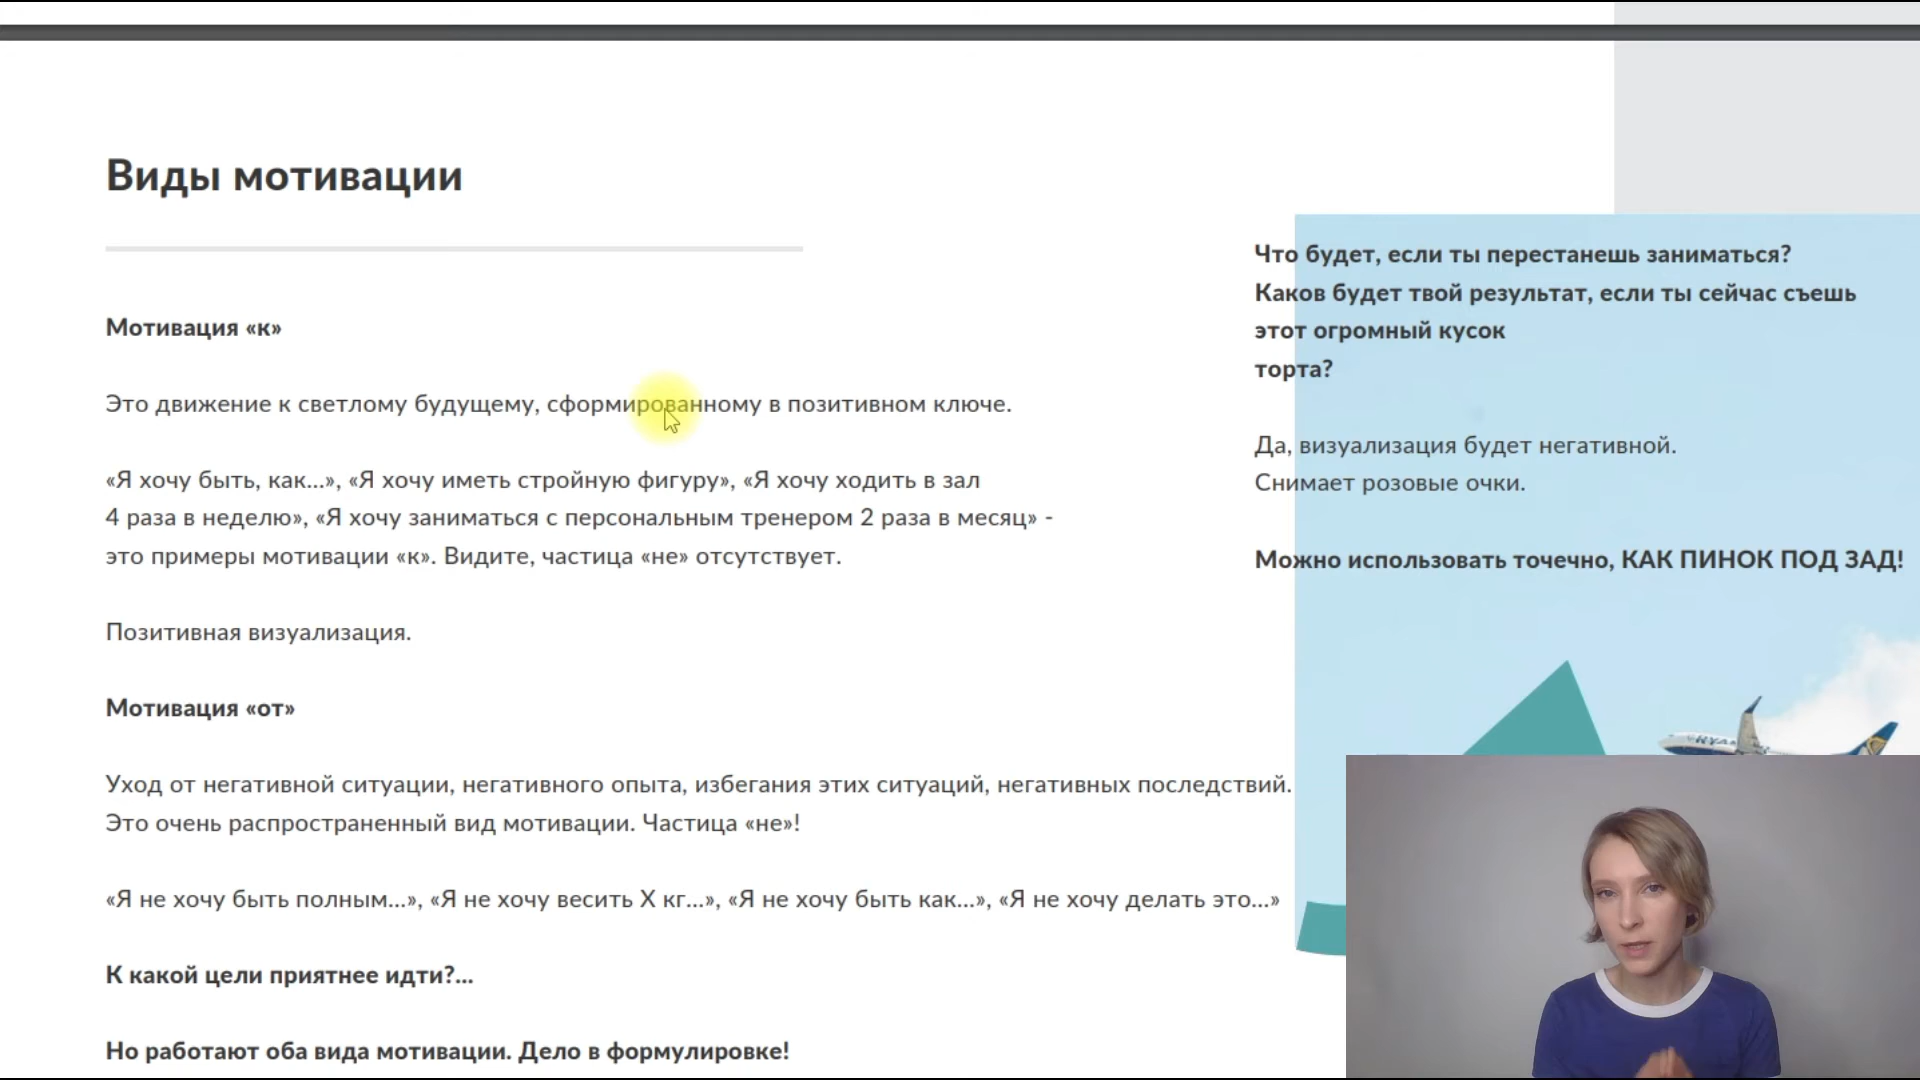 Виды мотивации
Мотивация «к»
Это движение к светлому будущему, сформированному в позитивном ключе.
«Я хочу быть, как...», «Я хочу иметь стройную фигуру», «Я хочу ходить в зал
4 раза в неделю», «Я хочу заниматься с персональным тренером 2 раза в месяц» -
это примеры мотивации «к». Видите, частица «не» отсутствует.
Позитивная визуализация.
Мотивация «от»
Уход от негативной ситуации, негативного опыта, избегания этих ситуаций, негативных последствий.
Это очень распространенный вид мотивации. Частица «не»!
«Я не хочу быть полным...», «Я не хочу весить X кг...», «Я не хочу быть как...», «Я не хочу делать это...»
К какой цели приятнее идти?...
Но работают оба вида мотивации. Дело в формулировке!
Что будет, если ты перестанешь заниматься?
Каков будет твой результат, если ты сейчас съешь
этот огромный кусок
торта?
Да, визуализация будет негативной.
Снимает розовые очки.
Можно использовать точечно, КАК ПИНОК ПОД ЗАД!